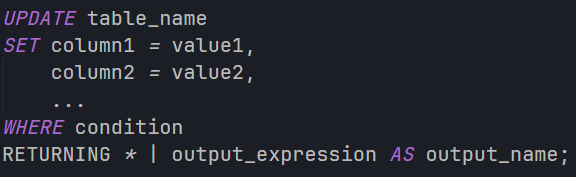 UPDATE table_name
SET column1 = value1,
    column2 = value2,
    ...
WHERE condition
RETURNING * | output_expression AS output_name;